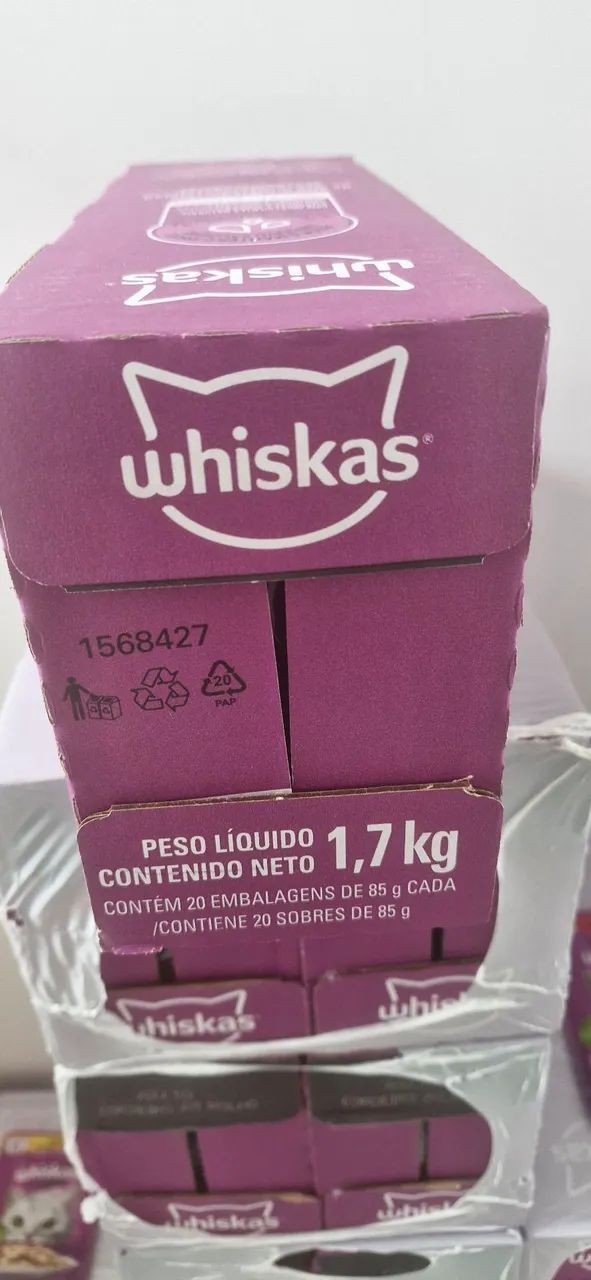 whiskas
whiskas®
1568427
20
PAP
PESO LÍQUIDO
CONTENIDO NETO 1,7 kg
CONTÉM 20 EMBALAGENS DE 85 g CADA
/CONTIENE 20 SOBRES DE 85 g
whiskas
whiskas
whiskas